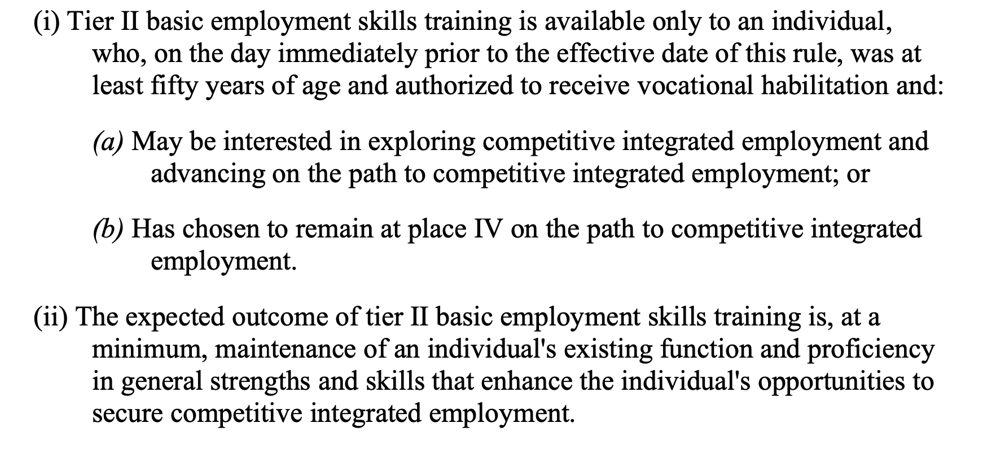 (i) Tier II basic employment skills training is available only to an individual,
who, on the day immediately prior to the effective date of this rule, was at
least fifty years of age and authorized to receive vocational habilitation and:
(a) May be interested in exploring competitive integrated employment and
advancing on the path to competitive integrated employment; or
(b) Has chosen to remain at place IV on the path to competitive integrated
employment.
(ii) The expected outcome of tier II basic employment skills training is, at a
minimum, maintenance of an individual's existing function and proficiency
in general strengths and skills that enhance the individual's opportunities to
secure competitive integrated employment.